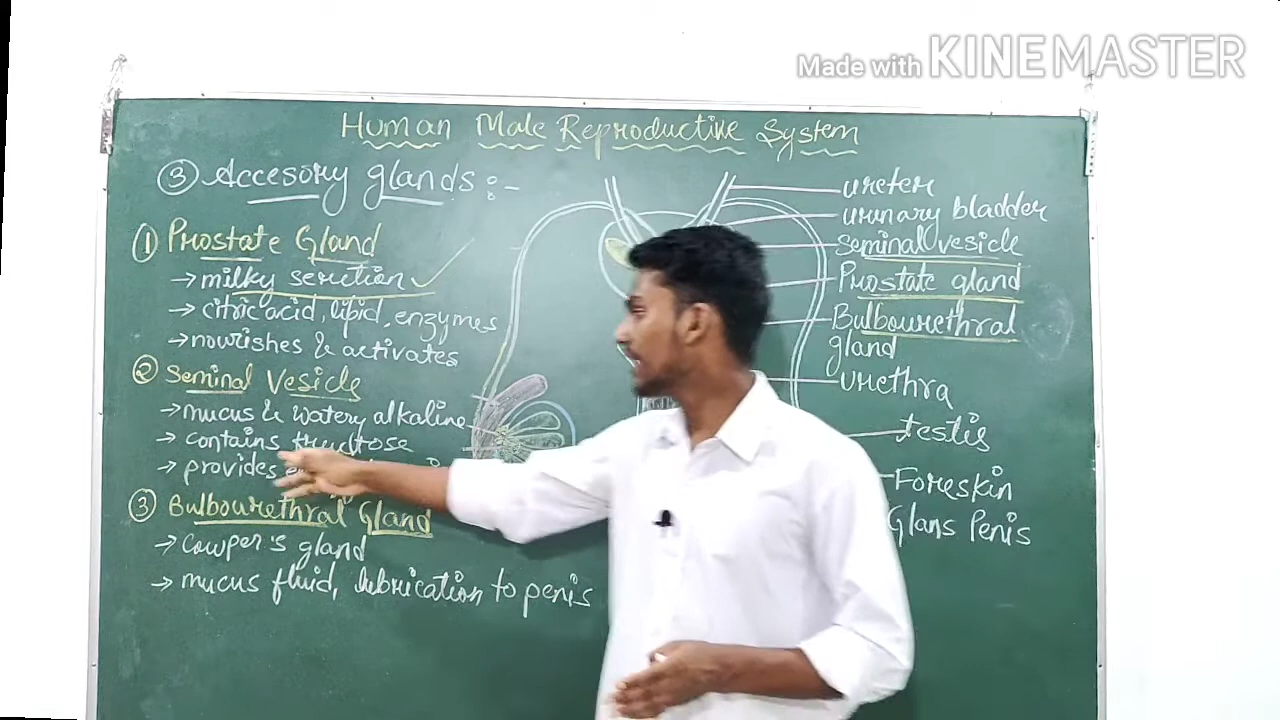 Made with KINEMASTER
Human Male Reproductive System
③ Accesory glands :-
① Prostate Gland
→ milky serction ✓
→ citric acid, lipid, enzymes
→ nourishes & activates
② Seminal Vesicle
→ mucus & watery alkaline
→ contains fructose
→ provides
③ Bulbourethral Gland
→ Cowper's gland
→ mucus fluid, lubrication to penis
ureter
urinary bladder
Seminal vesicle
Prostate gland
Bulbourethral
gland
urethra
testis
Foreskin
Glans Penis